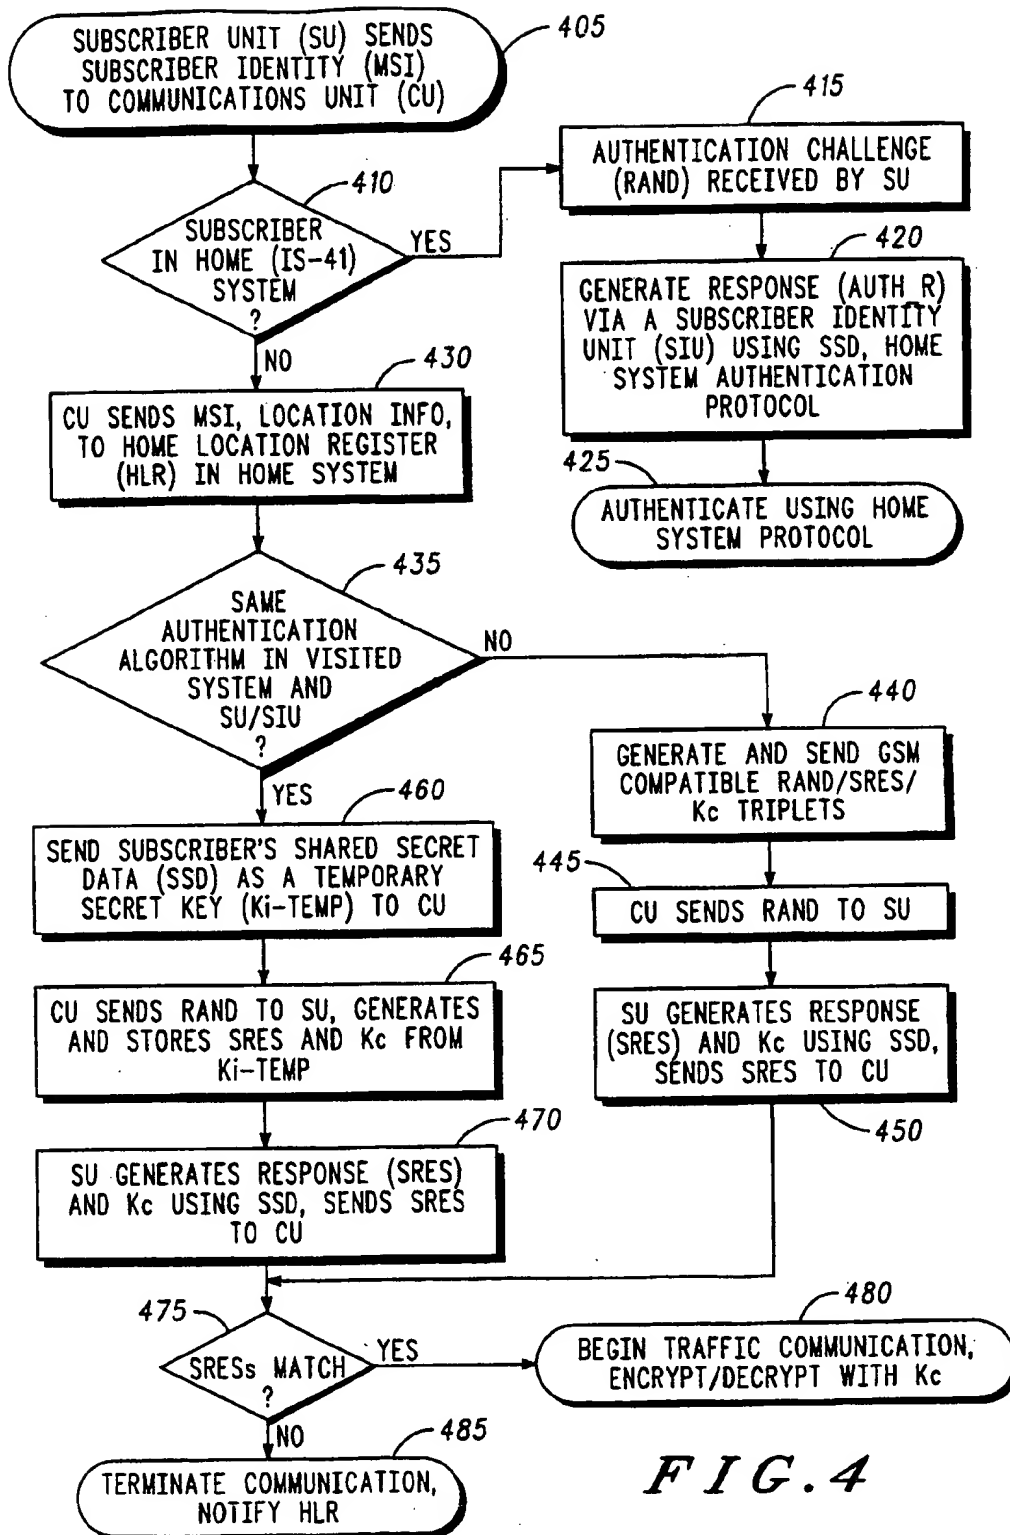 SUBSCRIBER UNIT (SU) SENDS
SUBSCRIBER IDENTITY (MSI)
TO COMMUNICATIONS UNIT (CU)
405
410
SUBSCRIBER
IN HOME (IS-41)
SYSTEM
?
YES
NO
415
AUTHENTICATION CHALLENGE
(RAND) RECEIVED BY SU
420
GENERATE RESPONSE (AUTH_R)
VIA A SUBSCRIBER IDENTITY
UNIT (SIU) USING SSD, HOME
SYSTEM AUTHENTICATION
PROTOCOL
425
AUTHENTICATE USING HOME
SYSTEM PROTOCOL
430
CU SENDS MSI, LOCATION INFO,
TO HOME LOCATION REGISTER
(HLR) IN HOME SYSTEM
435
SAME
AUTHENTICATION
ALGORITHM IN VISITED
SYSTEM AND
SU/SIU
?
NO
YES
440
GENERATE AND SEND GSM
COMPATIBLE RAND/SRES/
Kc TRIPLETS
445
CU SENDS RAND TO SU
SU GENERATES RESPONSE
(SRES) AND Kc USING SSD,
SENDS SRES TO CU
450
460
SEND SUBSCRIBER'S SHARED SECRET
DATA (SSD) AS A TEMPORARY
SECRET KEY (Ki-TEMP) TO CU
465
CU SENDS RAND TO SU, GENERATES
AND STORES SRES AND Kc FROM
Ki-TEMP
470
SU GENERATES RESPONSE (SRES)
AND Kc USING SSD, SENDS SRES
TO CU
475
SRESs MATCH
?
YES
NO
480
BEGIN TRAFFIC COMMUNICATION,
ENCRYPT/DECRYPT WITH Kc
485
TERMINATE COMMUNICATION,
NOTIFY HLR
FIG.4